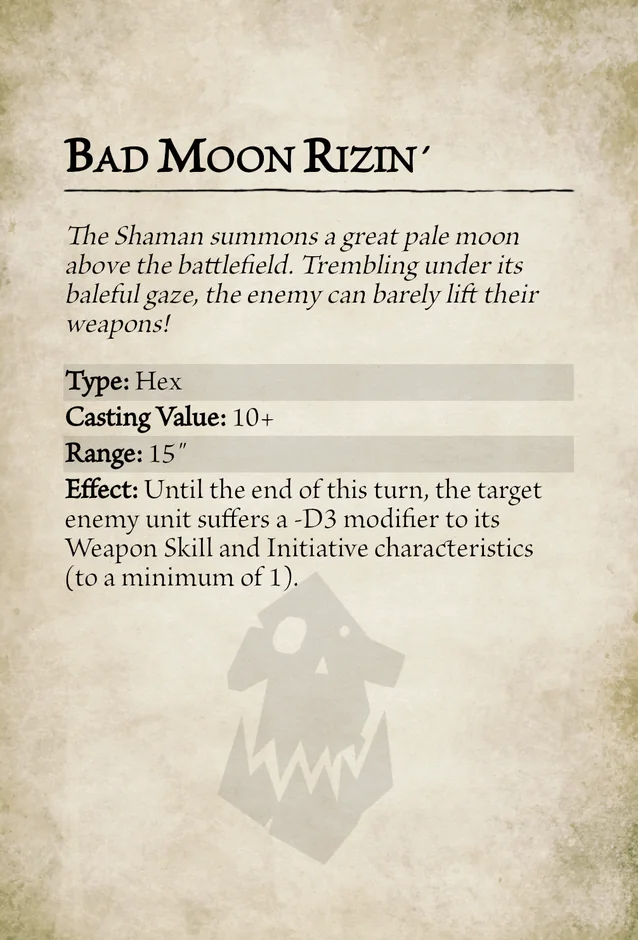 Bad Moon Rizin´
The Shaman summons a great pale moon
above the battlefield. Trembling under its
baleful gaze, the enemy can barely lift their
weapons!
Type: Hex
Casting Value: 10+
Range: 15"
Effect: Until the end of this turn, the target
enemy unit suffers a -D3 modifier to its
Weapon Skill and Initiative characteristics
(to a minimum of 1).